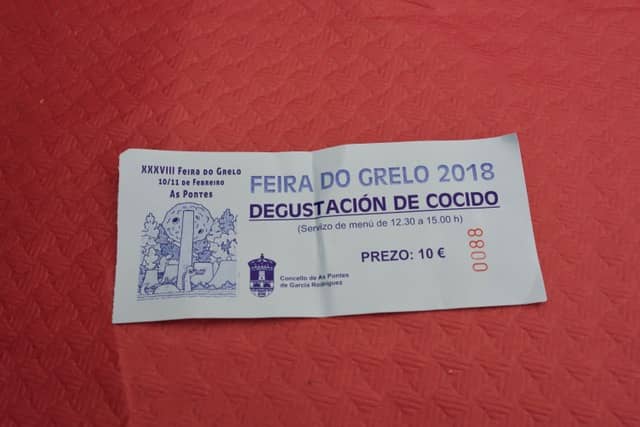 XXXVIII Feira do Grelo
10/11 de Febreiro
As Pontes
FEIRA DO GRELO 2018
DEGUSTACIÓN DE COCIDO
(Servizo de menú de 12.30 a 15.00 h)
PREZO: 10 €
0088
Concello de As Pontes
de García Rodríguez